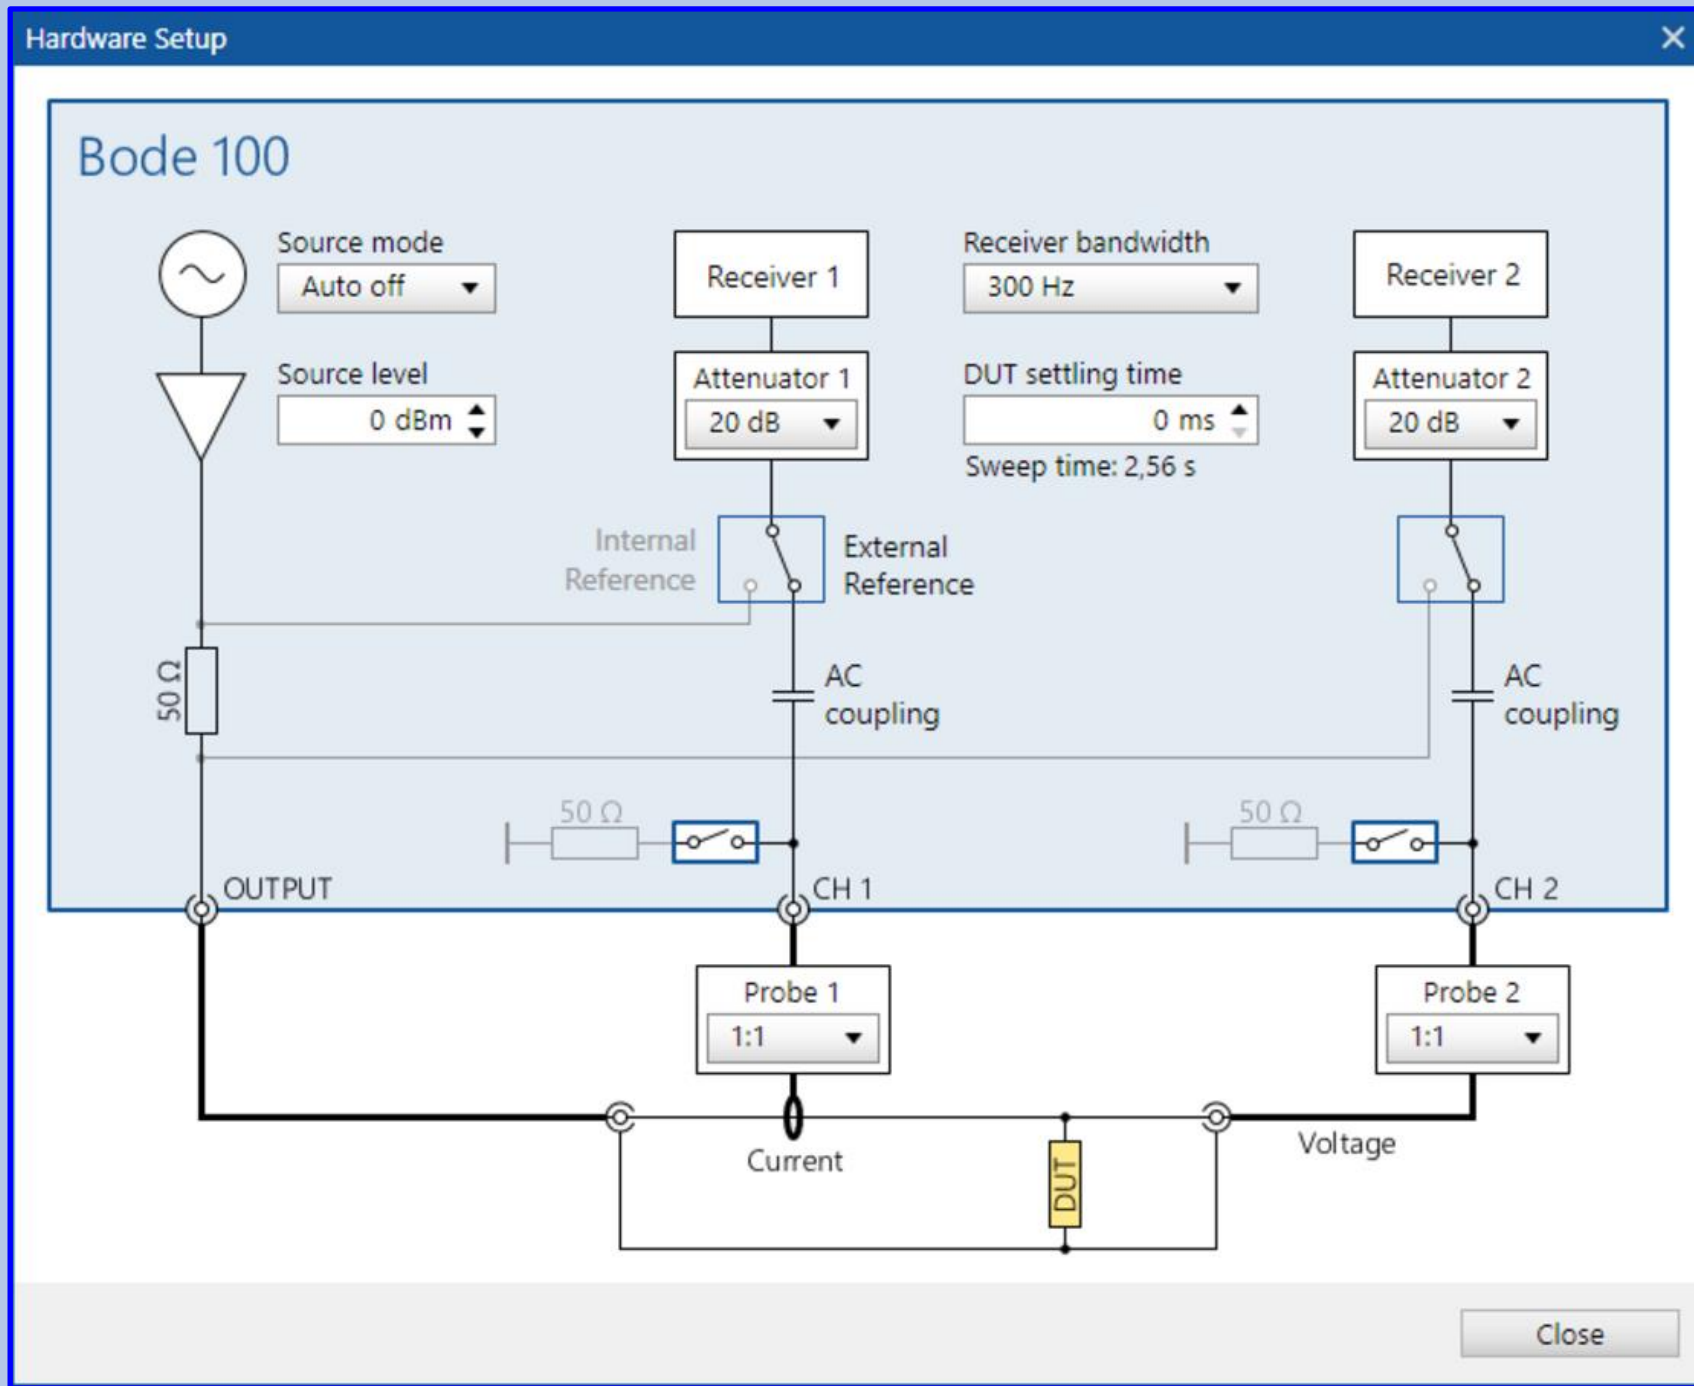 Hardware Setup
Bode 100
Source mode
Auto off
Receiver 1
Receiver bandwidth
300 Hz
Receiver 2
Source level
0 dBm
Attenuator 1
20 dB
DUT settling time
0 ms
Sweep time: 2,56 s
Attenuator 2
20 dB
Internal
Reference
External
Reference
50 Ω
AC
coupling
AC
coupling
50 Ω
50 Ω
OUTPUT
CH 1
CH 2
Probe 1
1:1
Probe 2
1:1
Current
DUT
Voltage
Close